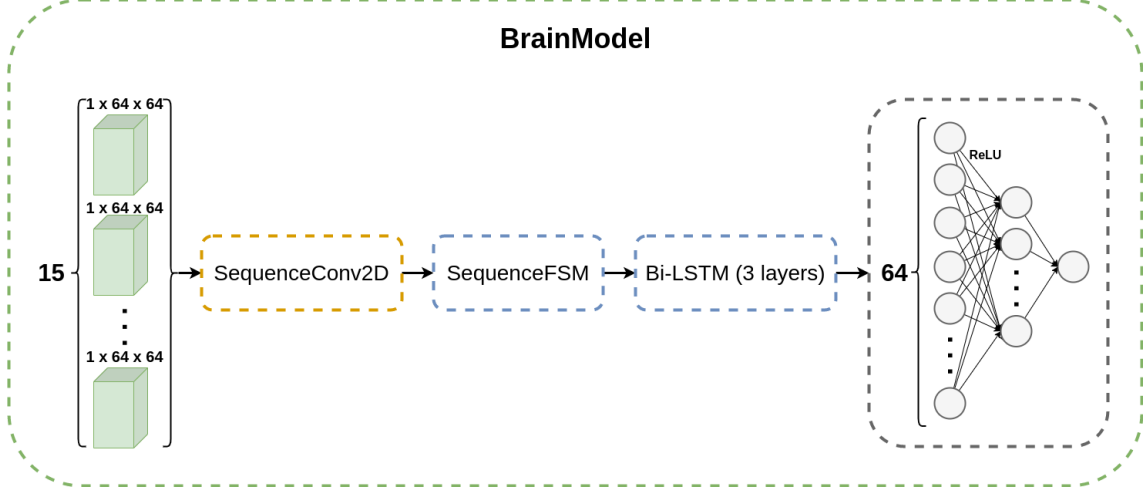 BrainModel
1 x 64 x 64
1 x 64 x 64
1 x 64 x 64
15
SequenceConv2D
SequenceFSM
Bi-LSTM (3 layers)
64
ReLU